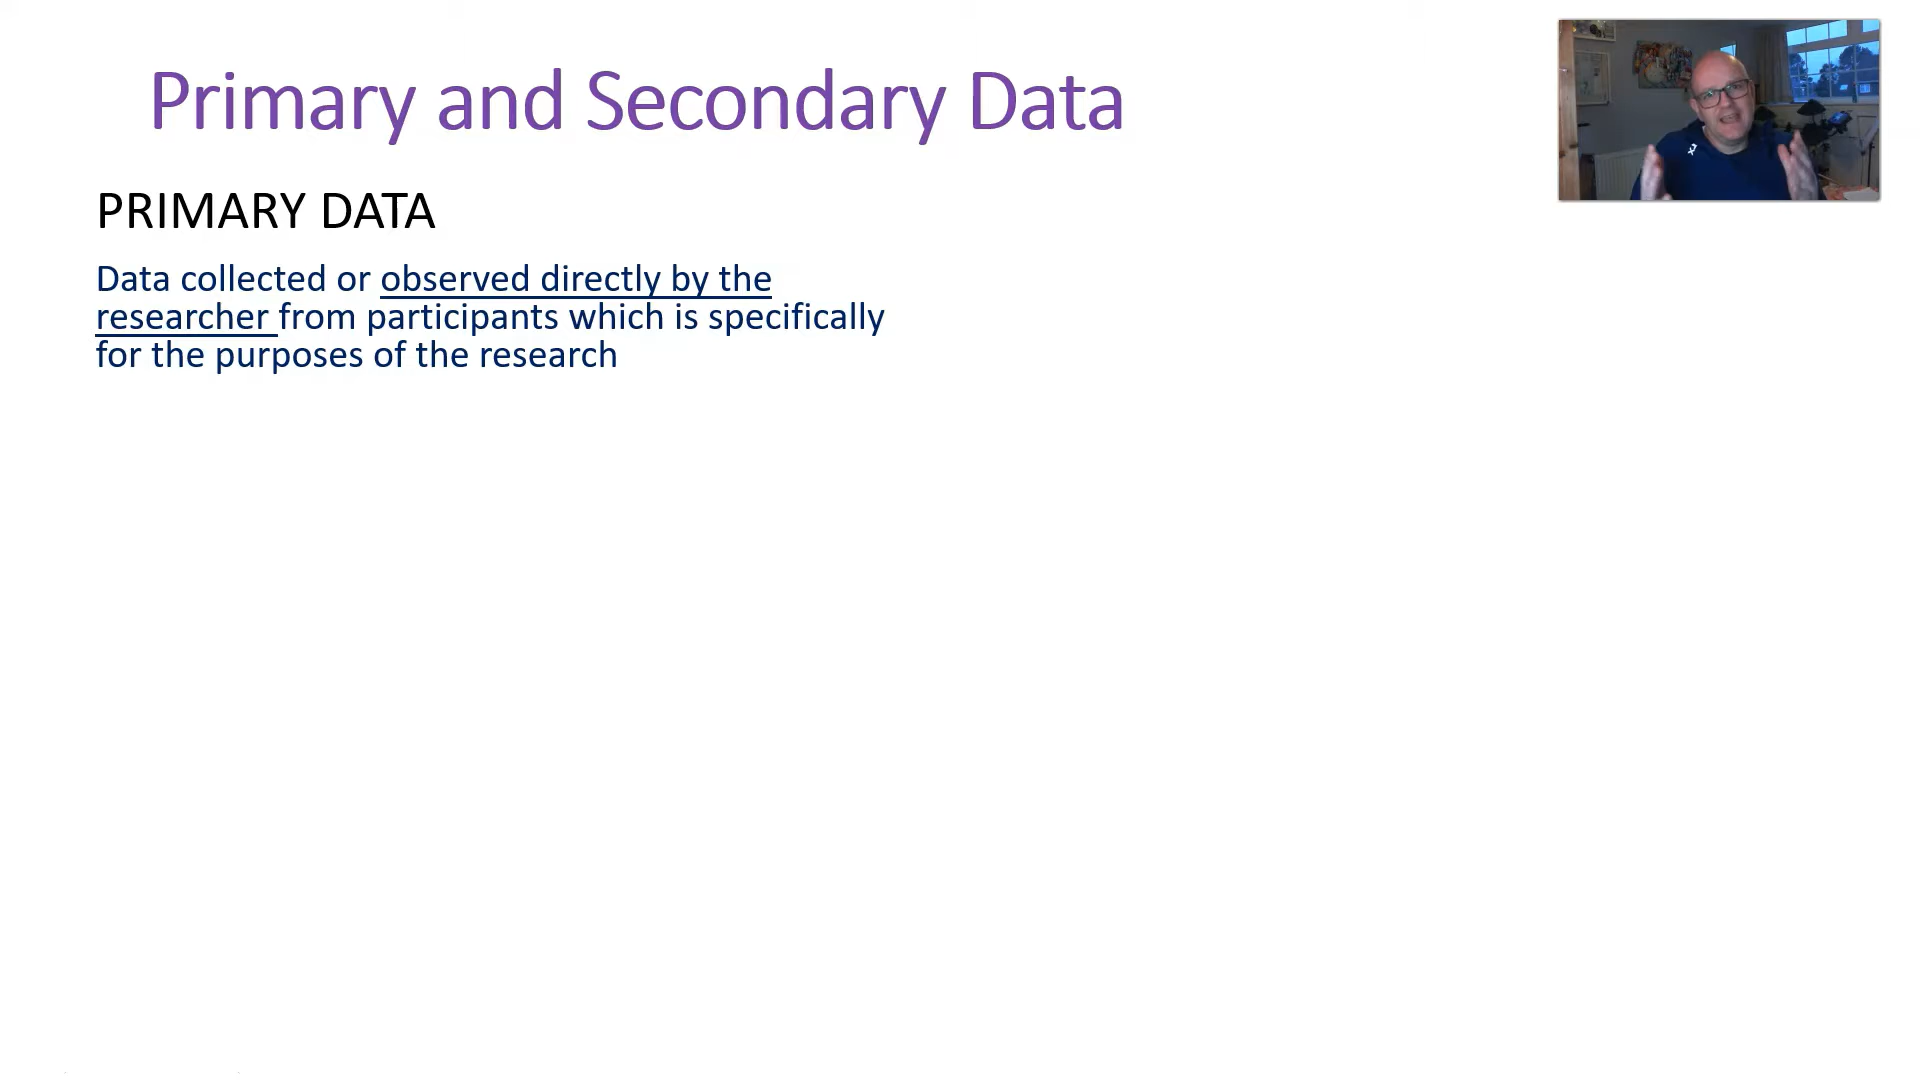 Primary and Secondary Data
PRIMARY DATA
Data collected or observed directly by the
researcher from participants which is specifically
for the purposes of the research